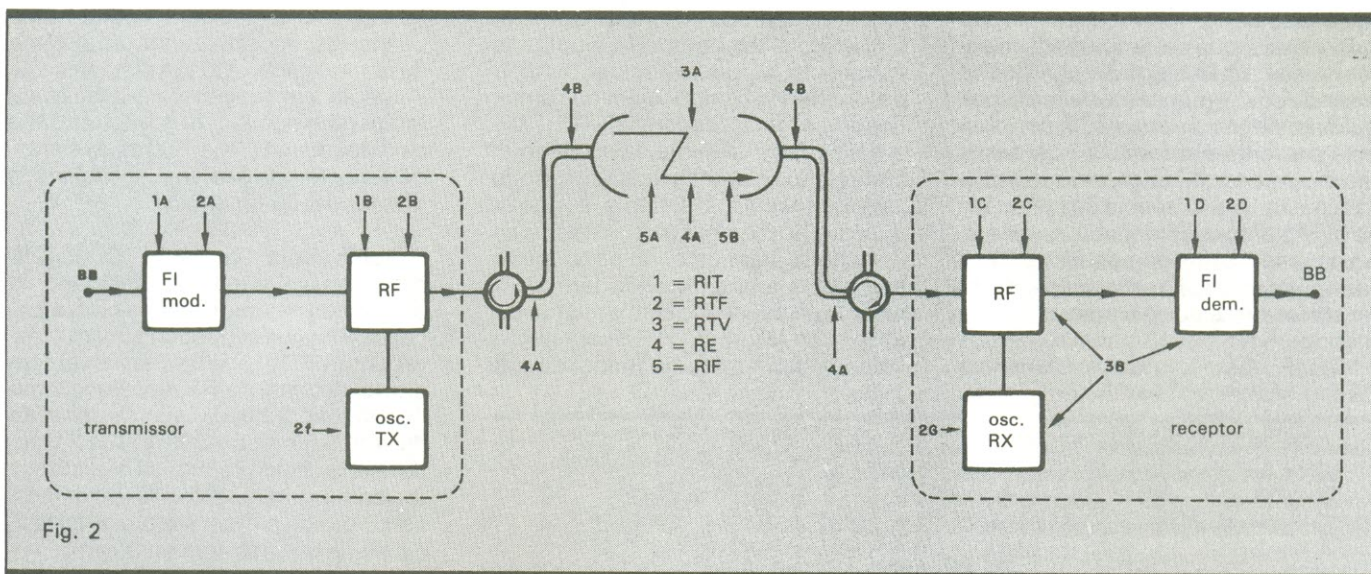 4B
3A
4B
1A 2A
1B 2B
5A 4A 5B
1C 2C
1D 2D
BB
FI
mod.
RF
1 = RIT
2 = RTF
3 = RTV
4 = RE
5 = RIF
RF
FI
dem.
BB
4A
4A
3B
transmissor
2f
osc.
TX
2G
osc.
RX
receptor
Fig. 2